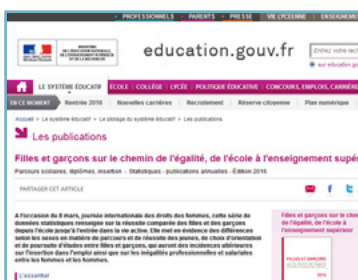 PROFESSIONNELS • PARENTS • PRESSE VIE LYCÉENNE ENSEIGNEME
education.gouv.fr
Entrez votre rech
LE SYSTÈME ÉDUCATIF ÉCOLE | COLLÈGE | LYCÉE POLITIQUE ÉDUCATIVE CONCOURS, EMPLOIS, CARRIÈRE
EN CE MOMENT Rentrée 2016 Nouvelles carrières Recrutement Réserve citoyenne Plan numérique
Accueil > Le système éducatif > Le pilotage du système éducatif > Les publications
Les publications
Filles et garçons sur le chemin de l'égalité, de l'école à l'enseignement supér
Parcours scolaires, diplômes, insertion - Statistiques - publications annuelles - Édition 2016
PARTAGER CET ARTICLE
A l'occasion du 8 mars, journée internationale des droits des femmes, cette série de
données statistiques renseigne sur la réussite comparée des filles et des garçons
depuis l'école jusqu'à l'entrée dans la vie active. Elle met en évidence des différences
selon les sexes en matière de parcours et de réussite des jeunes, de choix d'orientation
et de poursuite d'études entre filles et garçons, qui auront des incidences ultérieures
sur l'insertion dans l'emploi ainsi que sur les inégalités professionnelles et salariales
entre les femmes et les hommes.
Filles et garçons sur le chem
de l'égalité, de l'école à
l'enseignement supérieur
FILLES ET GARÇONS
2016
L'essentiel